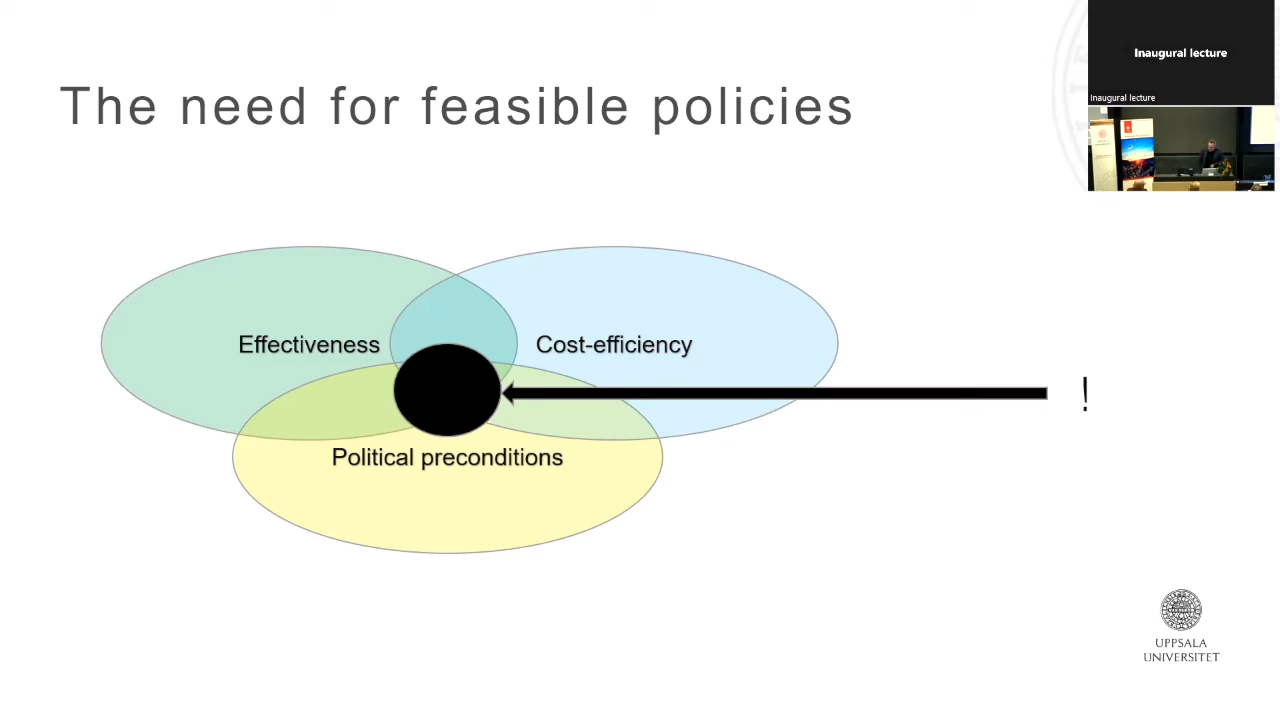 The need for feasible policies
Inaugural lecture
Inaugural lecture
Effectiveness
Cost-efficiency
!
Political preconditions
UPPSALA
UNIVERSITET